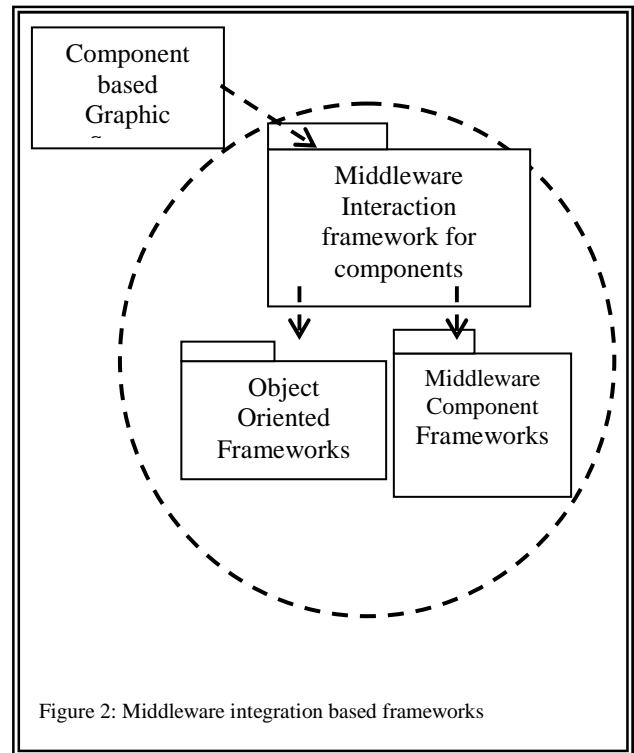 Component
based
Graphic
Middleware
Interaction
framework for
components
Object
Oriented
Frameworks
Middleware
Component
Frameworks
Figure 2: Middleware integration based frameworks